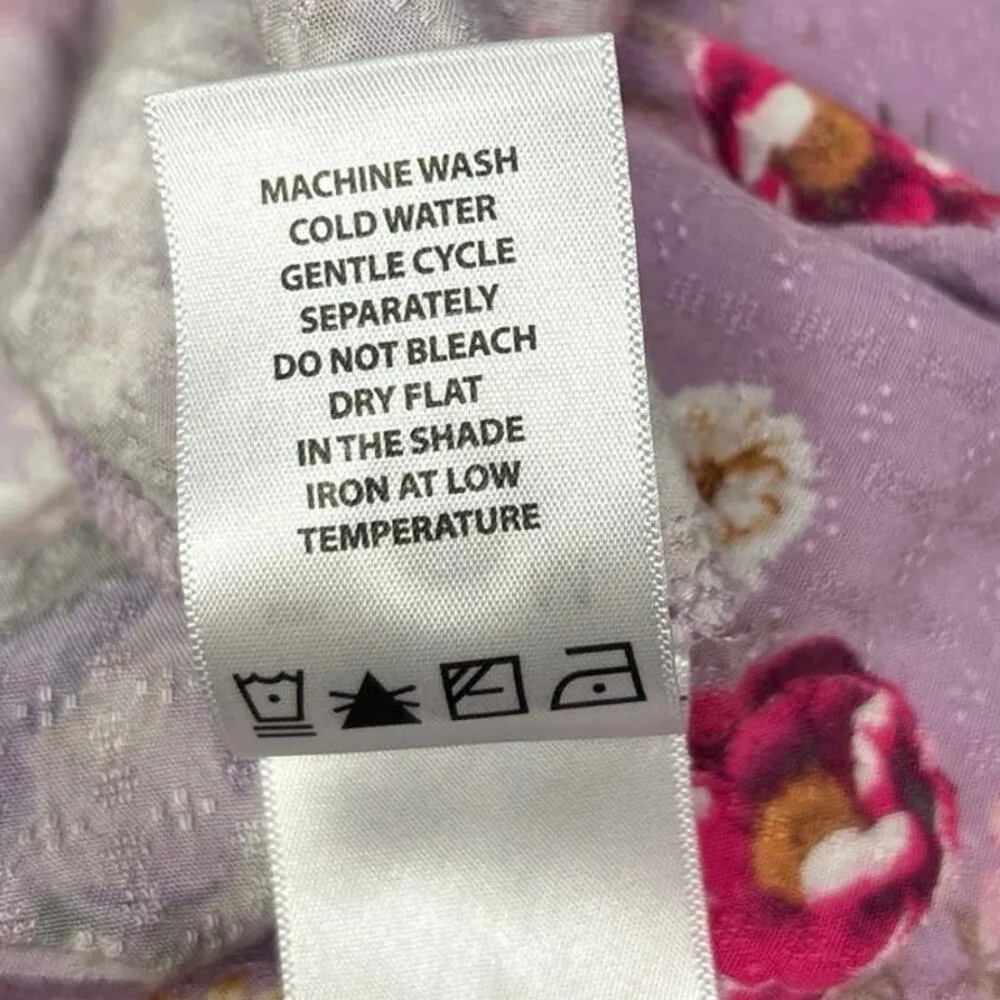 MACHINE WASH
COLD WATER
GENTLE CYCLE
SEPARATELY
DO NOT BLEACH
DRY FLAT
IN THE SHADE
IRON AT LOW
TEMPERATURE